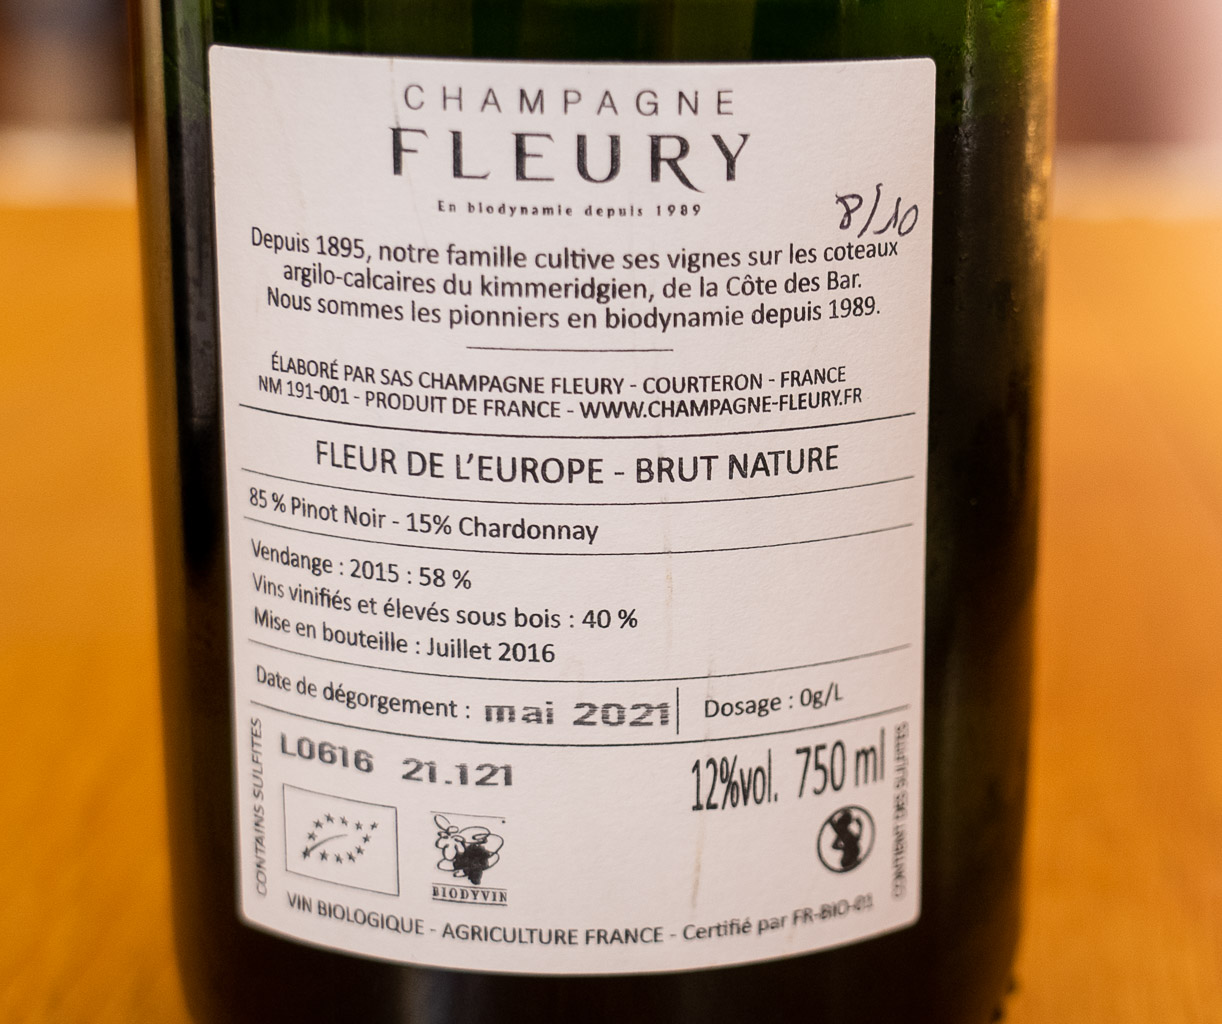 CHAMPAGNE
FLEURY
En biodynamie depuis 1989
8/10
Depuis 1895, notre famille cultive ses vignes sur les coteaux
argilo-calcaires du kimmeridgien, de la Côte des Bar.
Nous sommes les pionniers en biodynamie depuis 1989.
ÉLABORÉ PAR SAS CHAMPAGNE FLEURY - COURTERON - FRANCE
NM 191-001 - PRODUIT DE FRANCE - WWW.CHAMPAGNE-FLEURY.FR
FLEUR DE L'EUROPE - BRUT NATURE
85 % Pinot Noir - 15% Chardonnay
Vendange : 2015 : 58 %
Vins vinifiés et élevés sous bois : 40 %
Mise en bouteille : Juillet 2016
Date de dégorgement : mai 2021
Dosage : 0g/L
L0616 21.121
12%vol. 750 ml
CONTAINS SULFITES
CONTIENT DES SULFITES
BIODYVIN
VIN BIOLOGIQUE - AGRICULTURE FRANCE - Certifié par FR-BIO-01